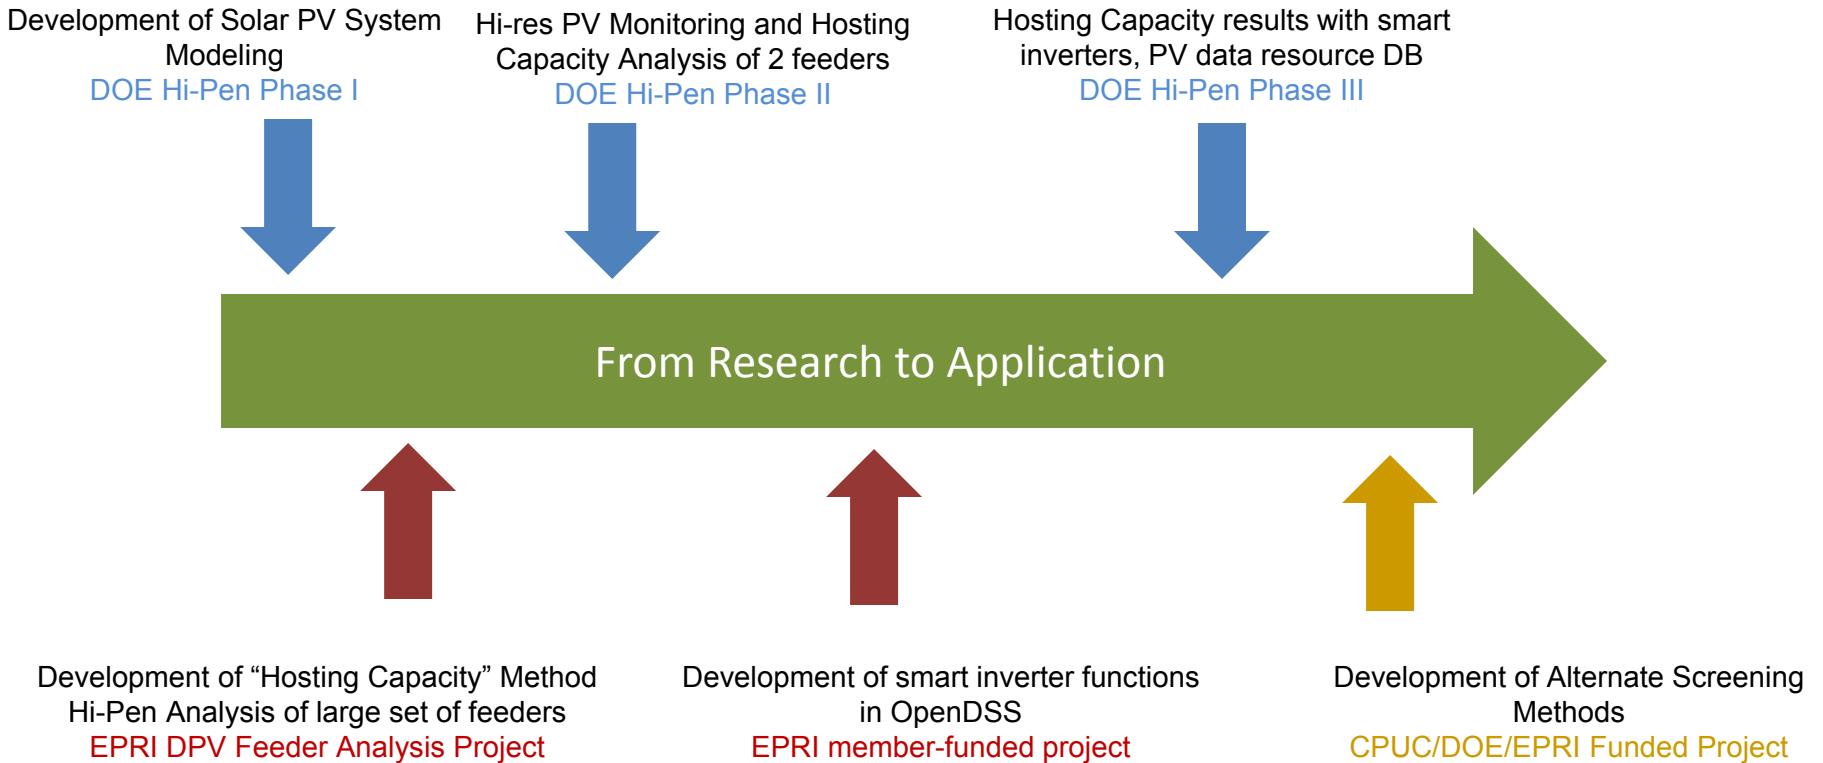 Development of Solar PV System
Modeling
DOE Hi-Pen Phase I
Hi-res PV Monitoring and Hosting
Capacity Analysis of 2 feeders
DOE Hi-Pen Phase II
Hosting Capacity results with smart
inverters, PV data resource DB
DOE Hi-Pen Phase III
From Research to Application
Development of “Hosting Capacity” Method
Hi-Pen Analysis of large set of feeders
EPRI DPV Feeder Analysis Project
Development of smart inverter functions
in OpenDSS
EPRI member-funded project
Development of Alternate Screening
Methods
CPUC/DOE/EPRI Funded Project